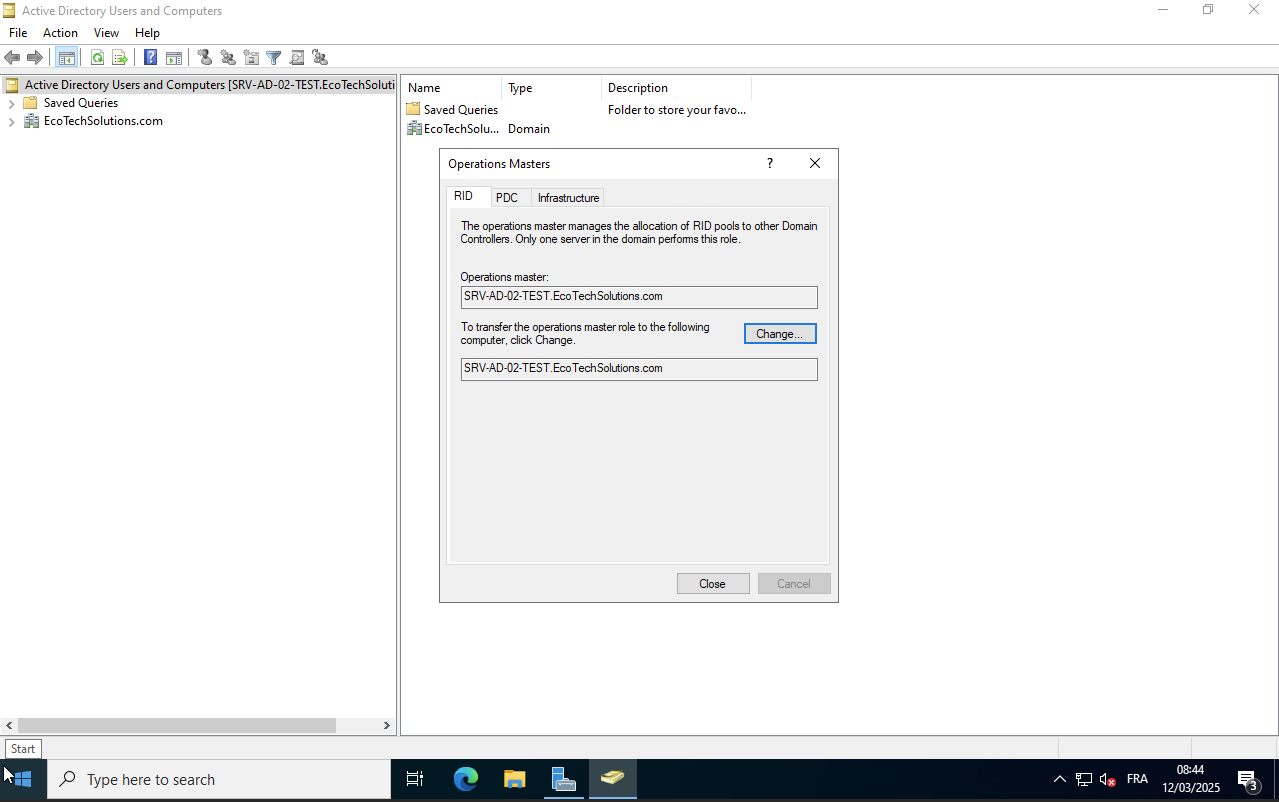 Active Directory Users and Computers
File Action View Help
Active Directory Users and Computers [SRV-AD-02-TEST.EcoTechSoluti
Saved Queries
EcoTechSolutions.com
Name Type Description
Saved Queries Folder to store your favo...
EcoTechSolu... Domain
Operations Masters
?
RID PDC Infrastructure
The operations master manages the allocation of RID pools to other Domain
Controllers. Only one server in the domain performs this role.
Operations master:
SRV-AD-02-TEST.EcoTechSolutions.com
To transfer the operations master role to the following
computer, click Change.
Change...
SRV-AD-02-TEST.EcoTechSolutions.com
Close Cancel
Start
Type here to search
FRA
08:44
12/03/2025
3